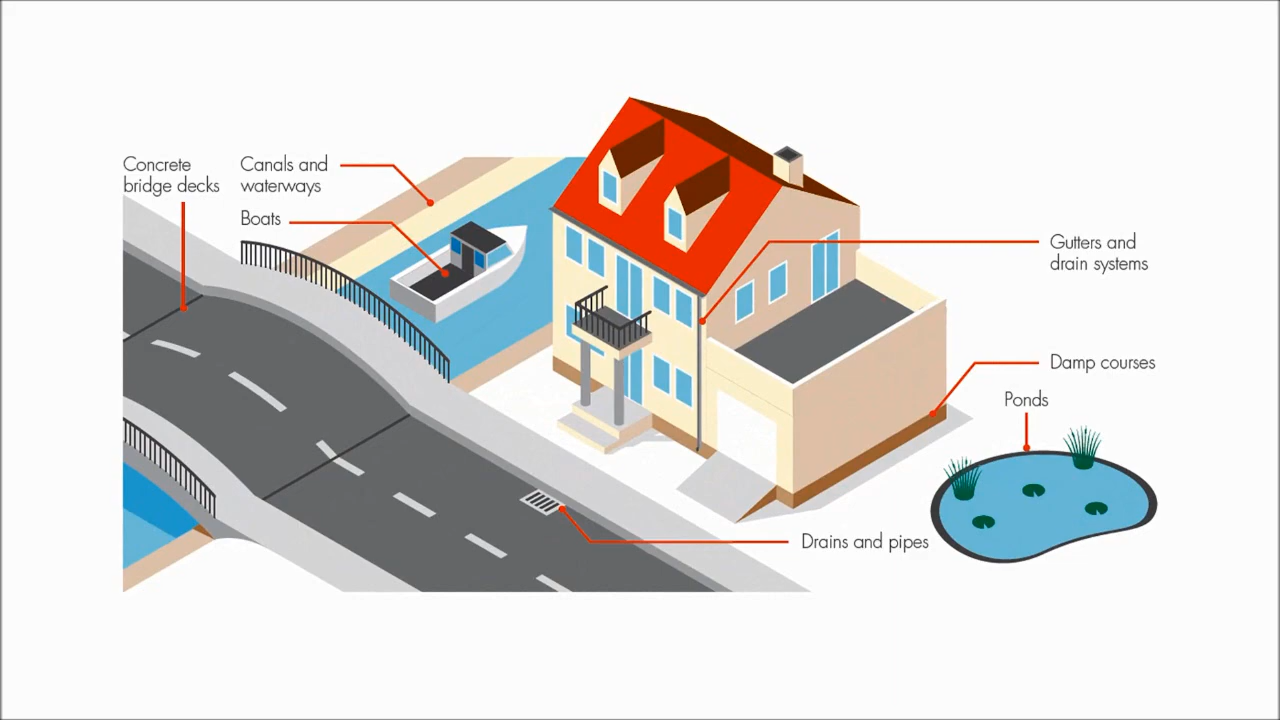 Concrete
bridge decks
Canals and
waterways
Boats
Gutters and
drain systems
Damp courses
Ponds
Drains and pipes